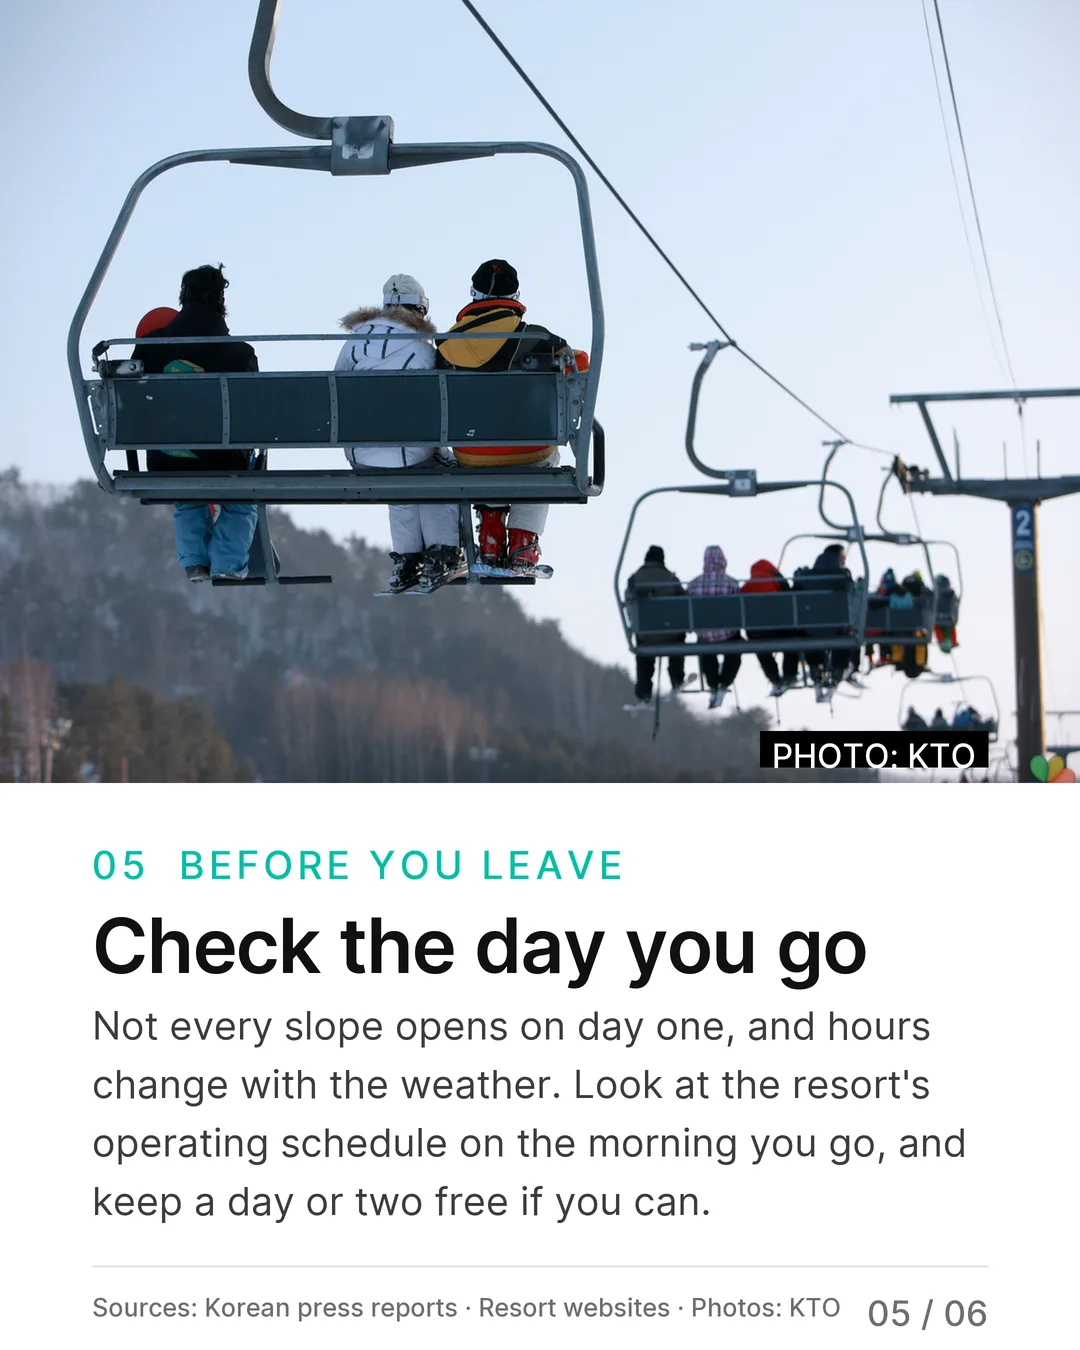 2
PHOTO: KTO
05 BEFORE YOU LEAVE
Check the day you go
Not every slope opens on day one, and hours
change with the weather. Look at the resort's
operating schedule on the morning you go, and
keep a day or two free if you can.
Sources: Korean press reports · Resort websites · Photos: KTO
05 / 06